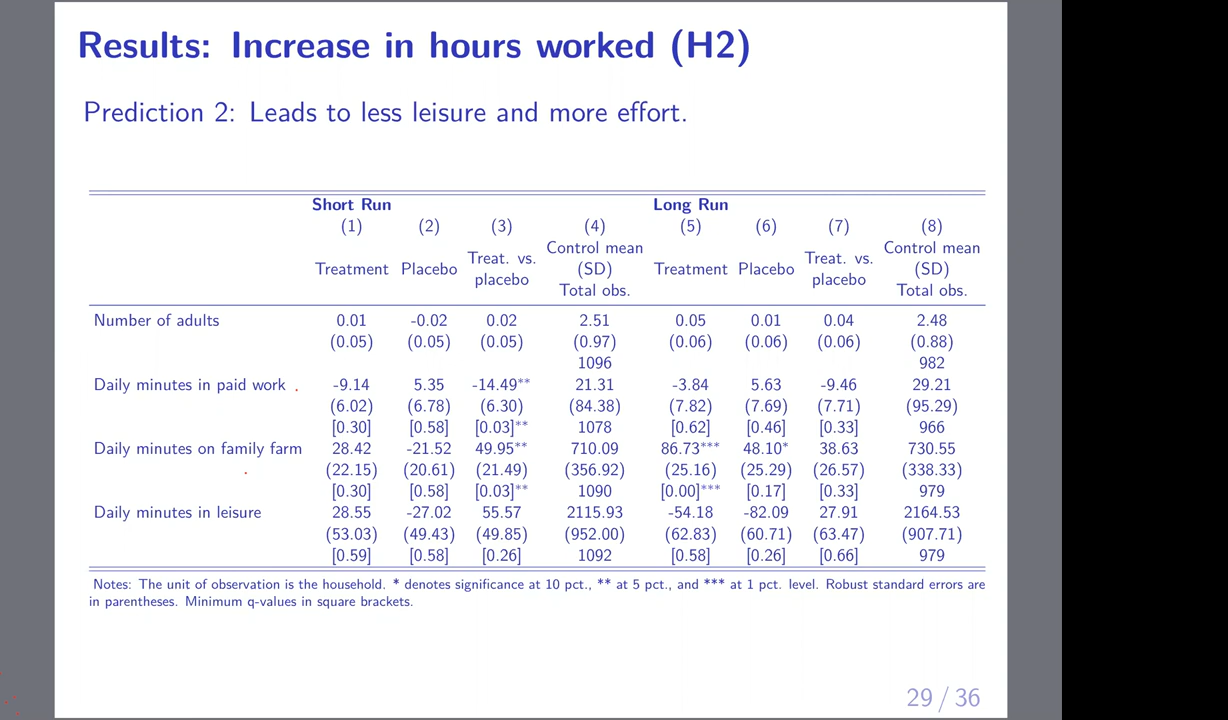 Results: Increase in hours worked (H2)
Prediction 2: Leads to less leisure and more effort.
Short Run Long Run
(1) (2) (3) (4) (5) (6) (7) (8)
Treatment Placebo Treat. vs. placebo Control mean (SD) Total obs. Treatment Placebo Treat. vs. placebo Control mean (SD) Total obs.
Number of adults 0.01 -0.02 0.02 2.51 0.05 0.01 0.04 2.48
(0.05) (0.05) (0.05) (0.97) (0.06) (0.06) (0.06) (0.88)
1096 982
Daily minutes in paid work -9.14 5.35 -14.49** 21.31 -3.84 5.63 -9.46 29.21
(6.02) (6.78) (6.30) (84.38) (7.82) (7.69) (7.71) (95.29)
[0.30] [0.58] [0.03]** 1078 [0.62] [0.46] [0.33] 966
Daily minutes on family farm 28.42 -21.52 49.95** 710.09 86.73*** 48.10* 38.63 730.55
(22.15) (20.61) (21.49) (356.92) (25.16) (25.29) (26.57) (338.33)
[0.30] [0.58] [0.03]** 1090 [0.00]*** [0.17] [0.33] 979
Daily minutes in leisure 28.55 -27.02 55.57 2115.93 -54.18 -82.09 27.91 2164.53
(53.03) (49.43) (49.85) (952.00) (62.83) (60.71) (63.47) (907.71)
[0.59] [0.58] [0.26] 1092 [0.58] [0.26] [0.66] 979
Notes: The unit of observation is the household. * denotes significance at 10 pct., ** at 5 pct., and *** at 1 pct. level. Robust standard errors are
in parentheses. Minimum q-values in square brackets.
29 / 36